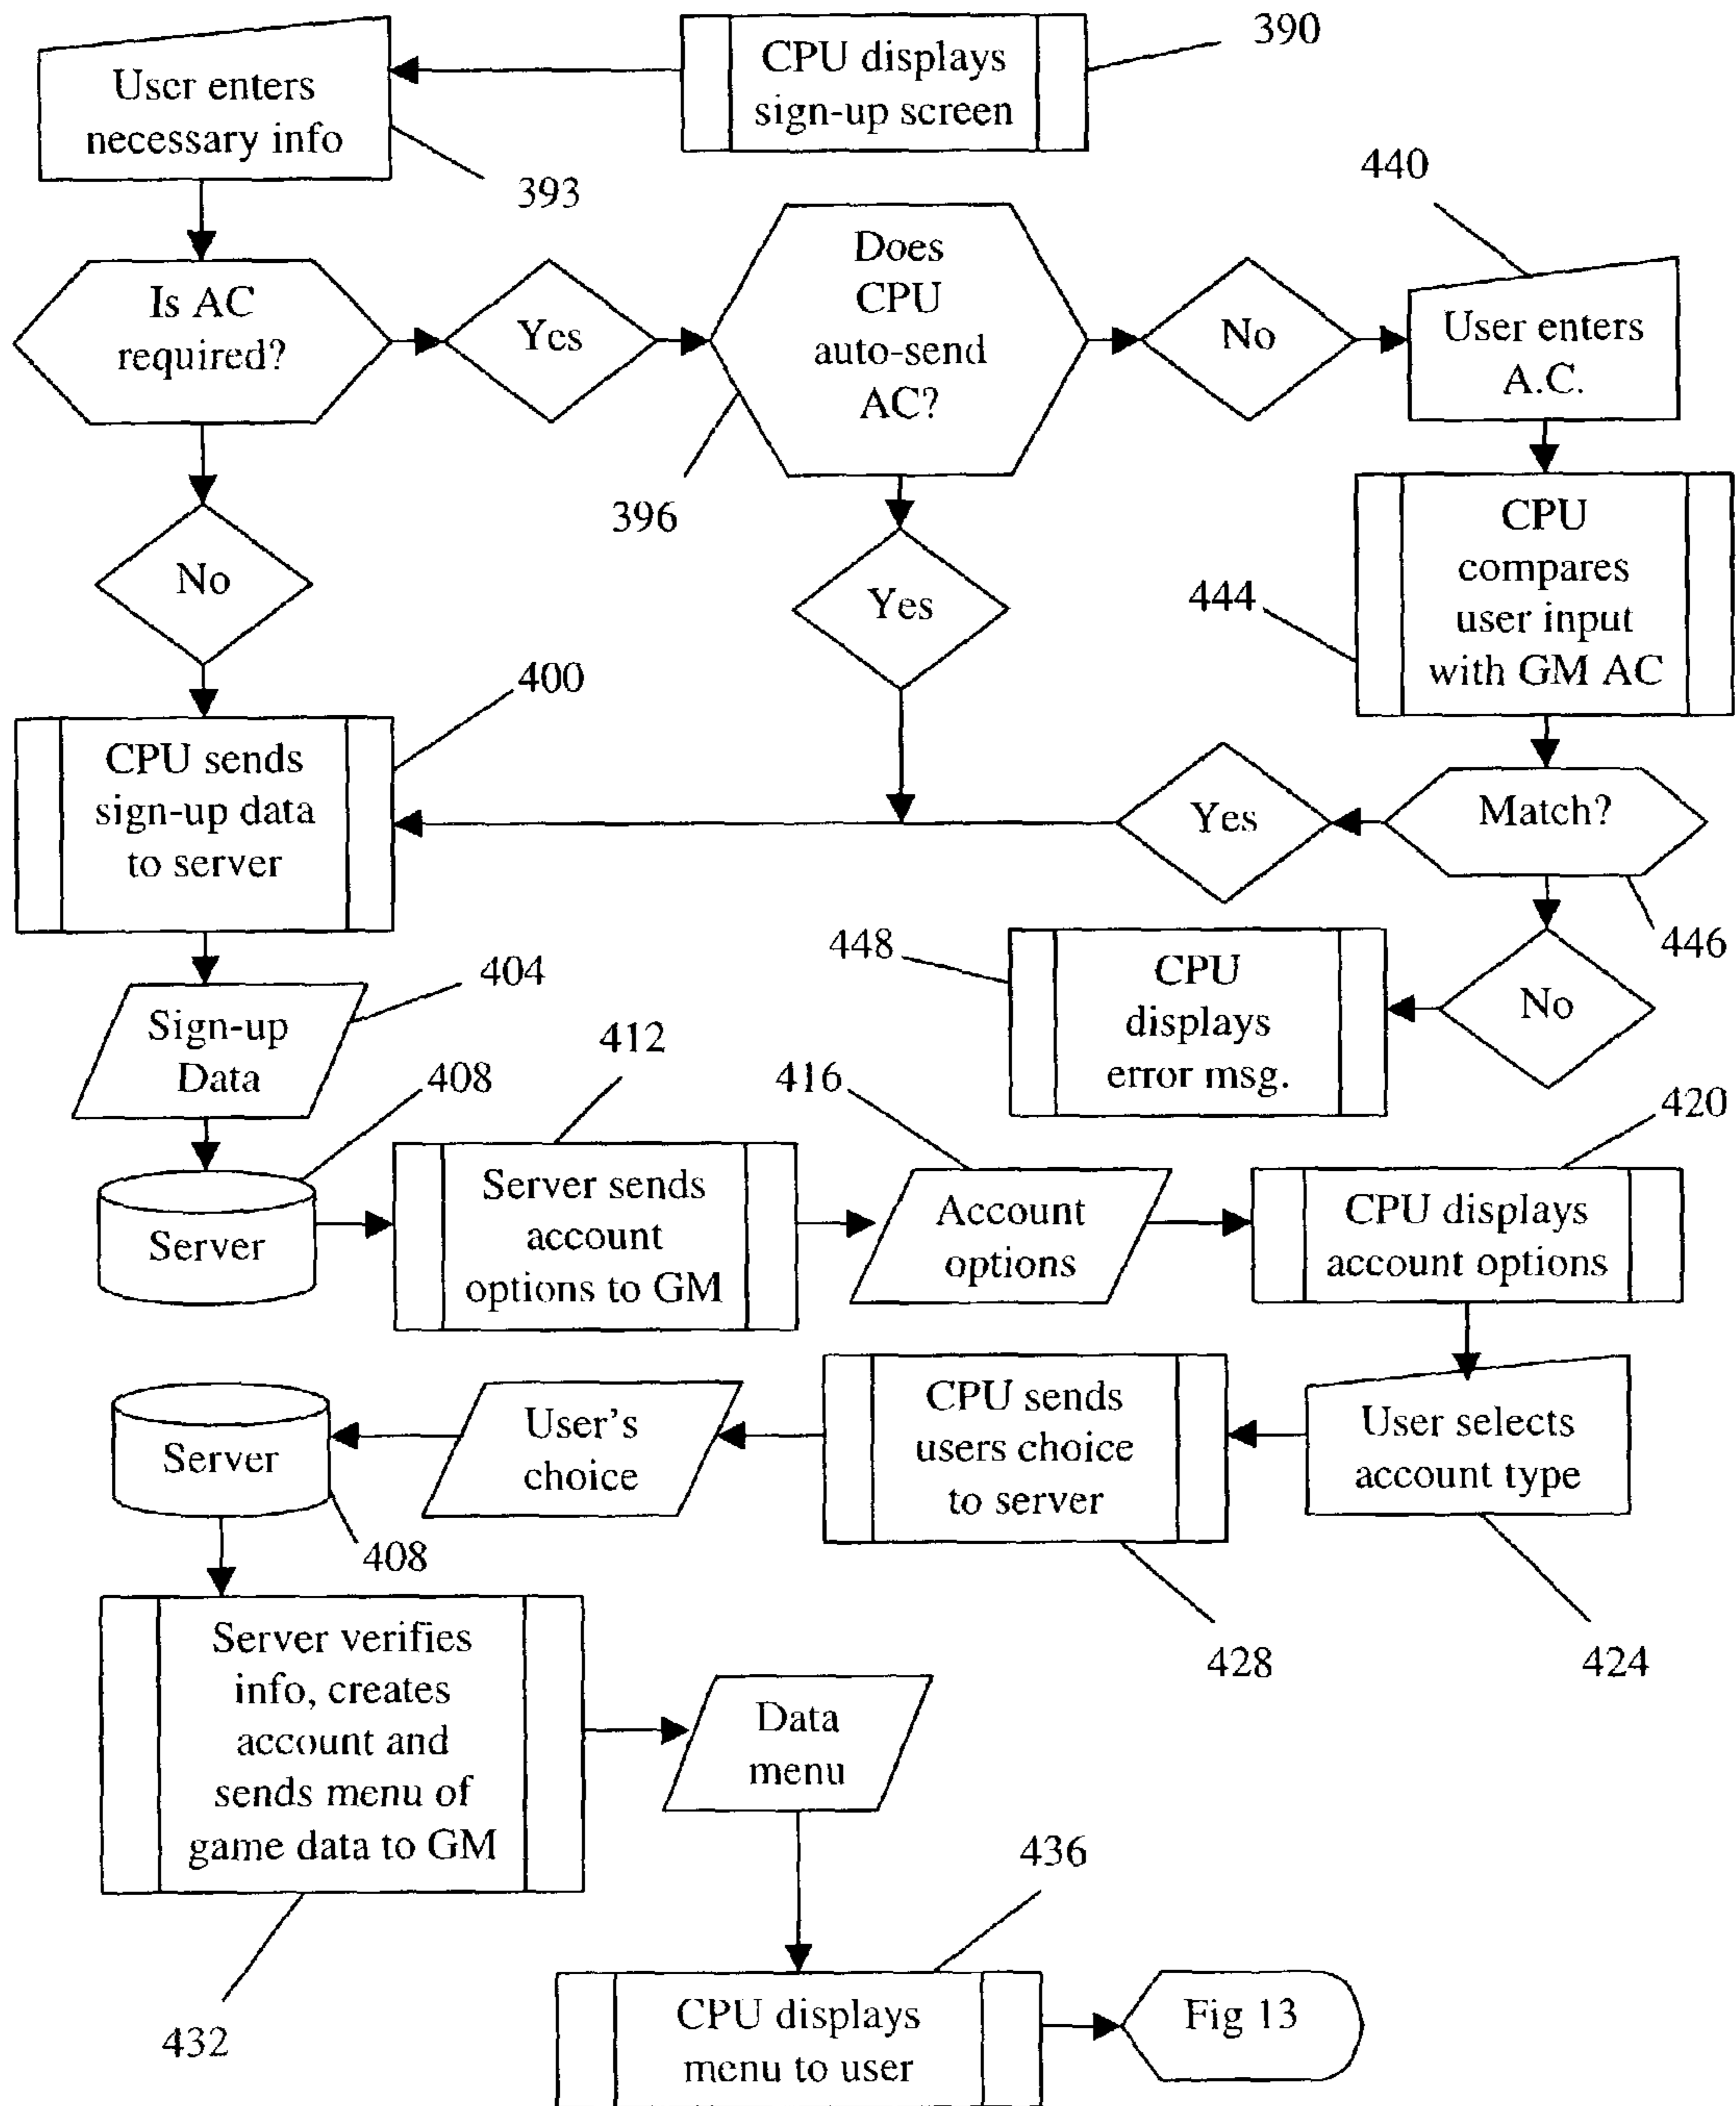 390
CPU displays
sign-up screen
User enters
necessary info
393
440
Is AC
required?
Yes
Does
CPU
auto-send
AC?
No
User enters
A.C.
396
No
Yes
CPU
compares
user input
with GM AC
444
400
CPU sends
sign-up data
to server
Yes
Match?
446
448
CPU
displays
error msg.
No
404
Sign-up
Data
408
412
416
420
Server
Server sends
account
options to GM
Account
options
CPU displays
account options
Server
User's
choice
CPU sends
users choice
to server
User selects
account type
408
428
424
Server verifies
info, creates
account and
sends menu of
game data to GM
Data
menu
436
432
CPU displays
menu to user
Fig 13